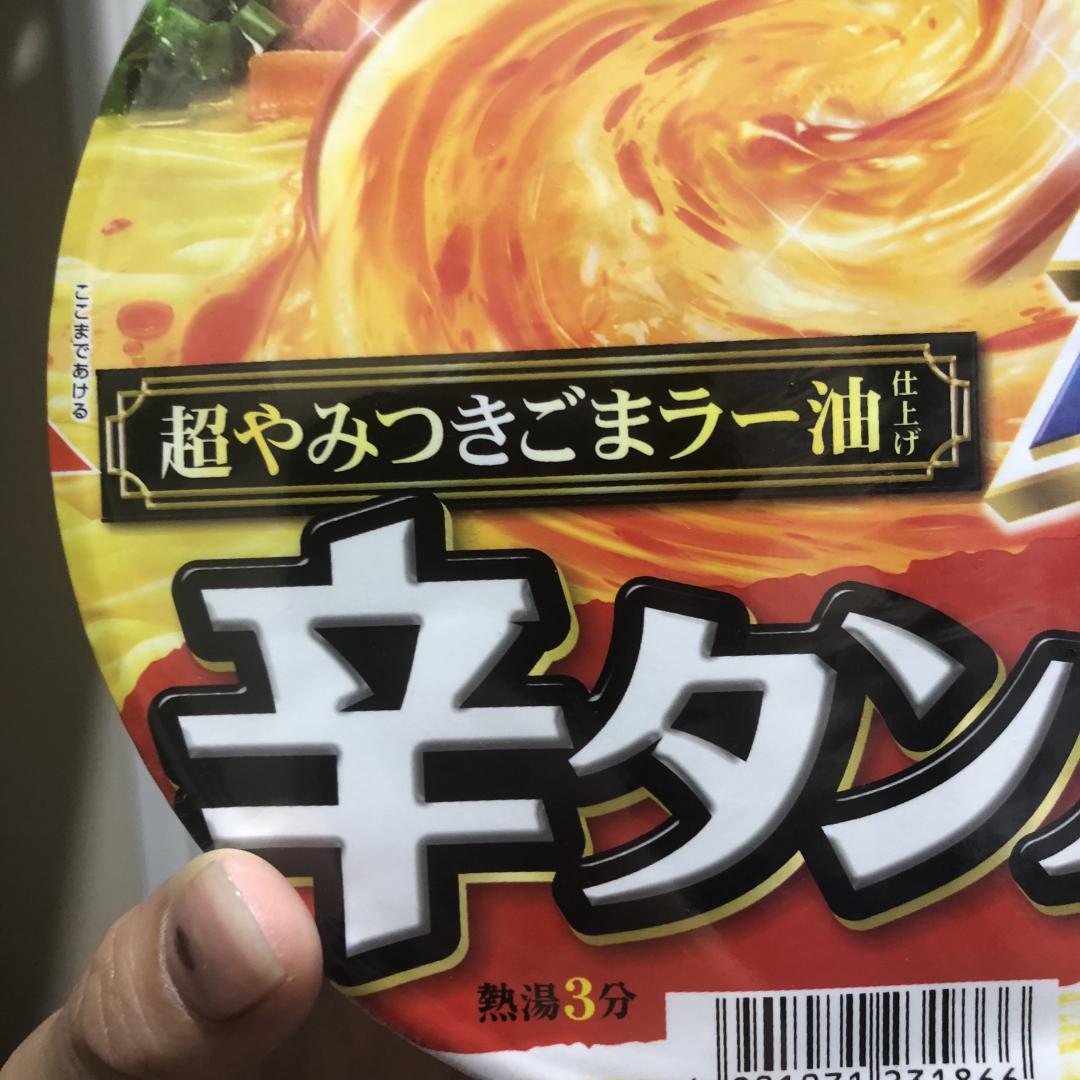 ここまであける
超やみつきごまラー油
仕上げ
辛タン
熱湯3分